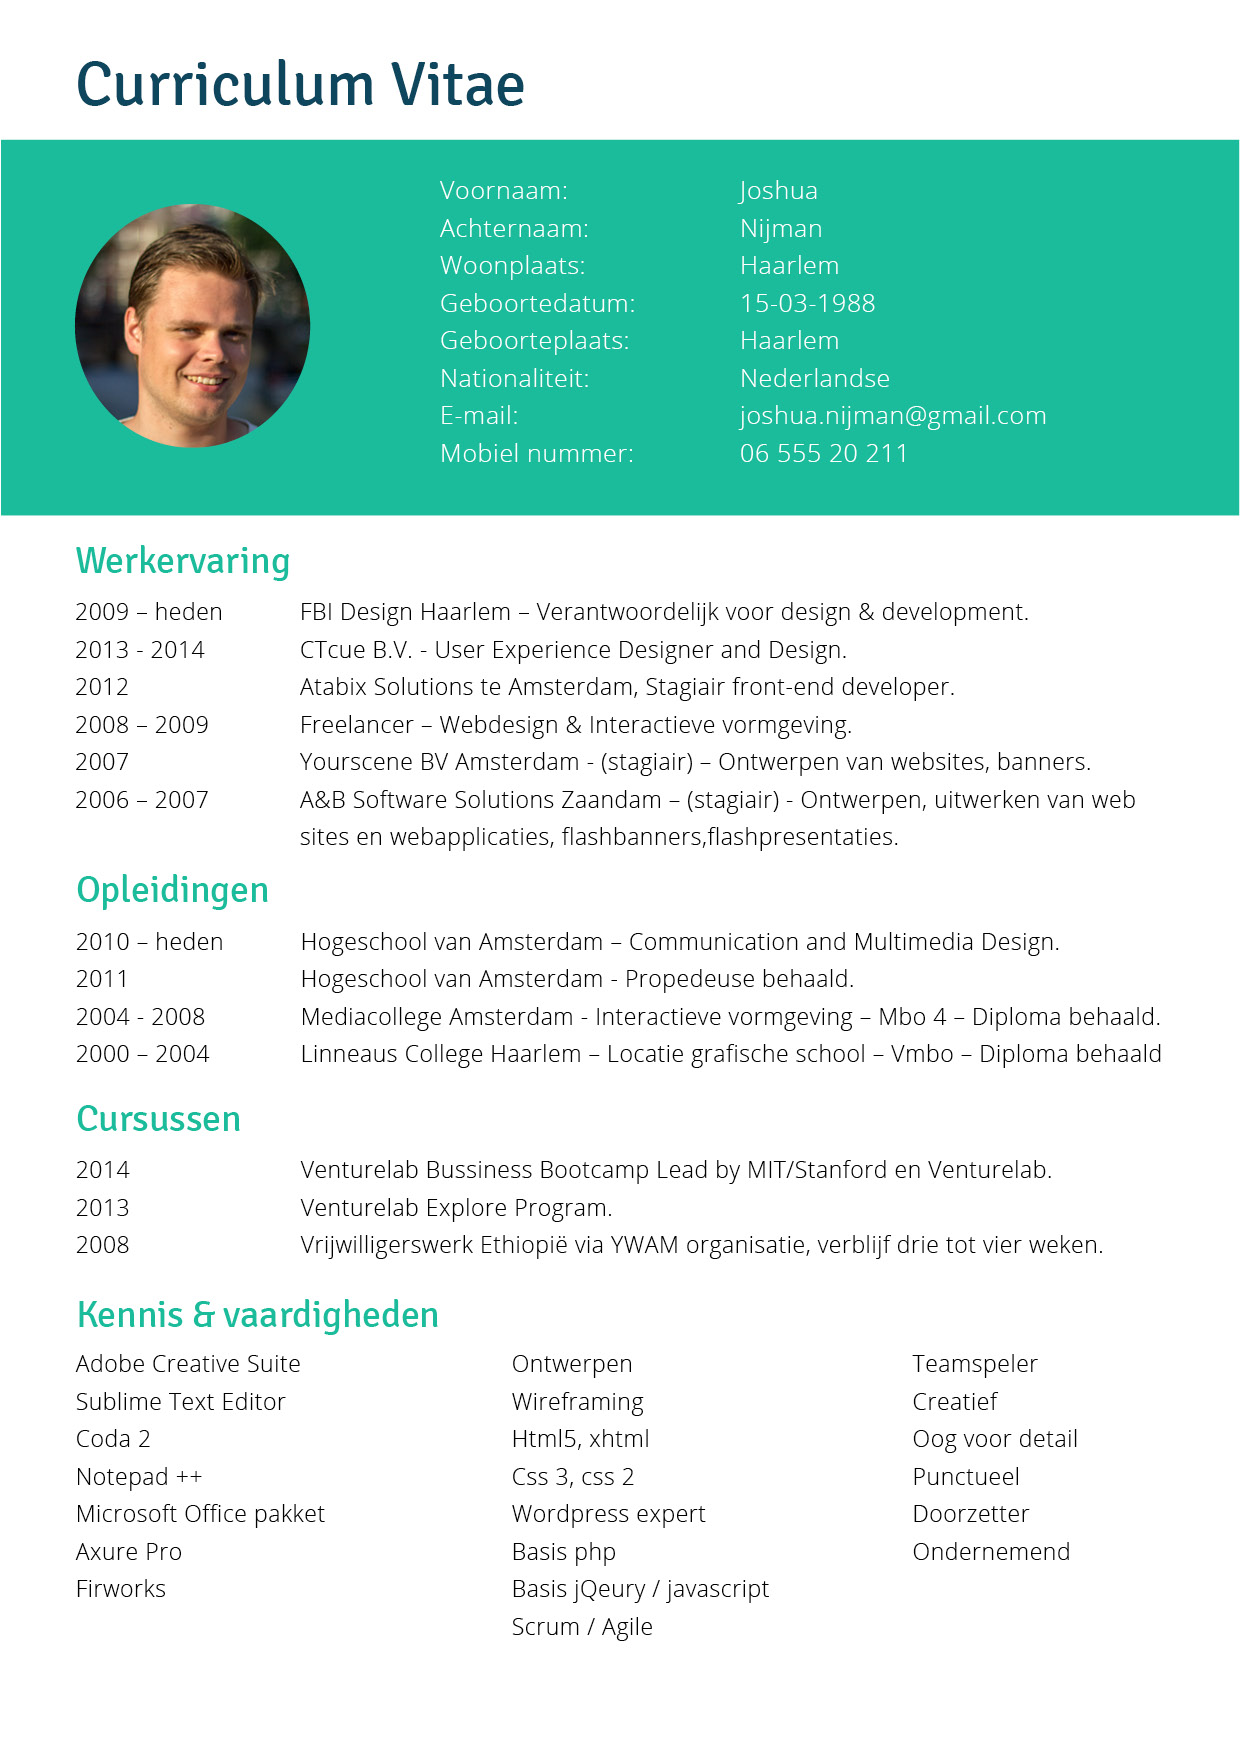 Curriculum Vitae
Voornaam: Joshua
Achternaam: Nijman
Woonplaats: Haarlem
Geboortedatum: 15-03-1988
Geboorteplaats: Haarlem
Nationaliteit: Nederlandse
E-mail: joshua.nijman@gmail.com
Mobiel nummer: 06 555 20 211
Werkervaring
2009 – heden FBI Design Haarlem – Verantwoordelijk voor design & development.
2013 - 2014 CTcue B.V. - User Experience Designer and Design.
2012 Atabix Solutions te Amsterdam, Stagiair front-end developer.
2008 – 2009 Freelancer – Webdesign & Interactieve vormgeving.
2007 Yourscene BV Amsterdam - (stagiair) – Ontwerpen van websites, banners.
2006 – 2007 A&B Software Solutions Zaandam – (stagiair) - Ontwerpen, uitwerken van web
sites en webapplicaties, flashbanners,flashpresentaties.
Opleidingen
2010 – heden Hogeschool van Amsterdam – Communication and Multimedia Design.
2011 Hogeschool van Amsterdam - Propedeuse behaald.
2004 - 2008 Mediacollege Amsterdam - Interactieve vormgeving – Mbo 4 – Diploma behaald.
2000 – 2004 Linneaus College Haarlem – Locatie grafische school – Vmbo – Diploma behaald
Cursussen
2014 Venturelab Bussiness Bootcamp Lead by MIT/Stanford en Venturelab.
2013 Venturelab Explore Program.
2008 Vrijwilligerswerk Ethiopië via YWAM organisatie, verblijf drie tot vier weken.
Kennis & vaardigheden
Adobe Creative Suite
Sublime Text Editor
Coda 2
Notepad ++
Microsoft Office pakket
Axure Pro
Firworks
Ontwerpen
Wireframing
Html5, xhtml
Css 3, css 2
Wordpress expert
Basis php
Basis jQeury / javascript
Scrum / Agile
Teamspeler
Creatief
Oog voor detail
Punctueel
Doorzetter
Ondernemend